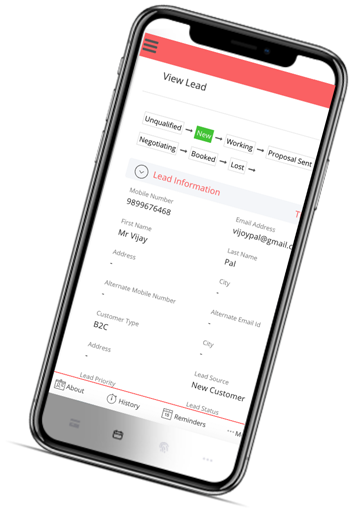 View Lead
Unqualified → New → Working → Proposal Sent
Negotiating → Booked → Lost →
Lead Information
T
Mobile Number
9899676468
Email Address
vijoypal@gmail.c
First Name
Mr Vijay
Last Name
Pal
Address
-
City
-
Alternate Mobile Number
-
Alternate Email Id
-
Customer Type
B2C
City
-
Address
-
Lead Source
New Customer
Lead Priority
Lead Status
About
History
Reminders
... M